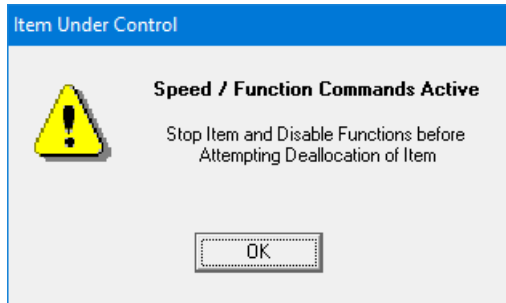 Item Under Control
Speed / Function Commands Active
Stop Item and Disable Functions before
Attempting Deallocation of Item
OK